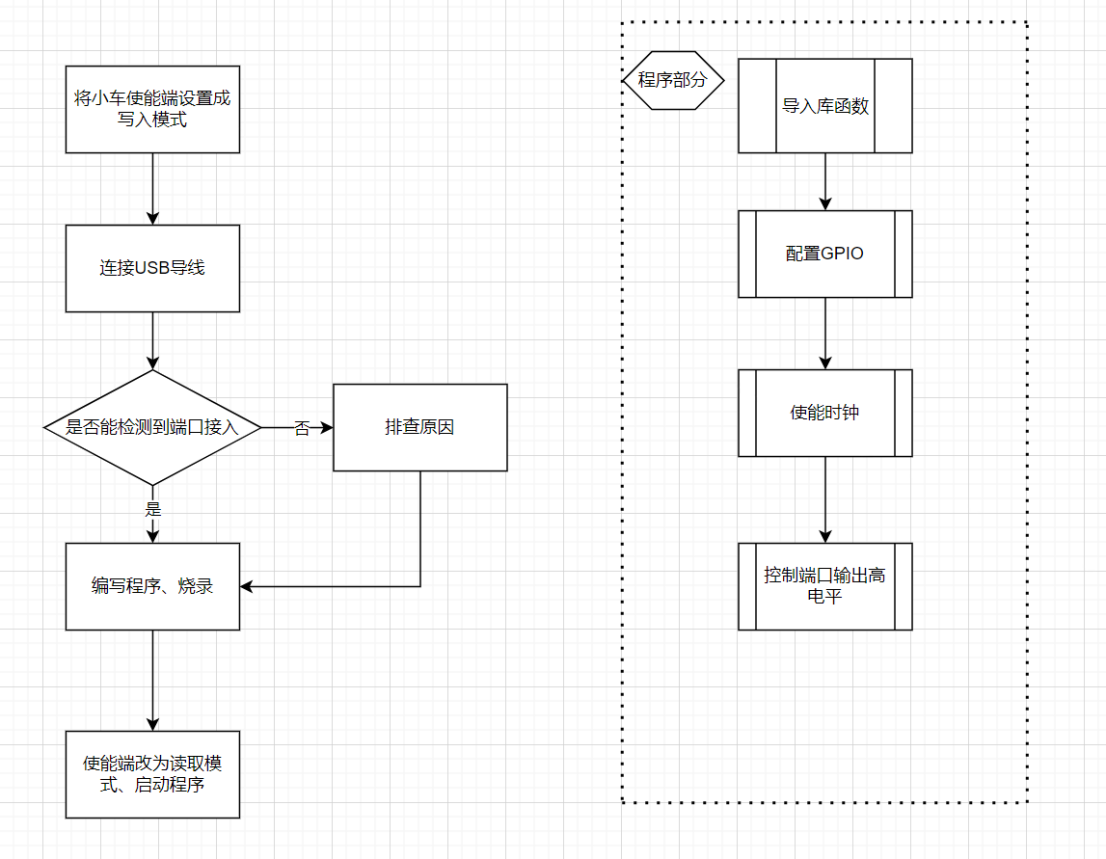 将小车使能端设置成
写入模式
连接USB导线
是否能检测到端口接入
否
排查原因
是
编写程序、烧录
使能端改为读取模
式、启动程序
程序部分
导入库函数
配置GPIO
使能时钟
控制端口输出高
电平